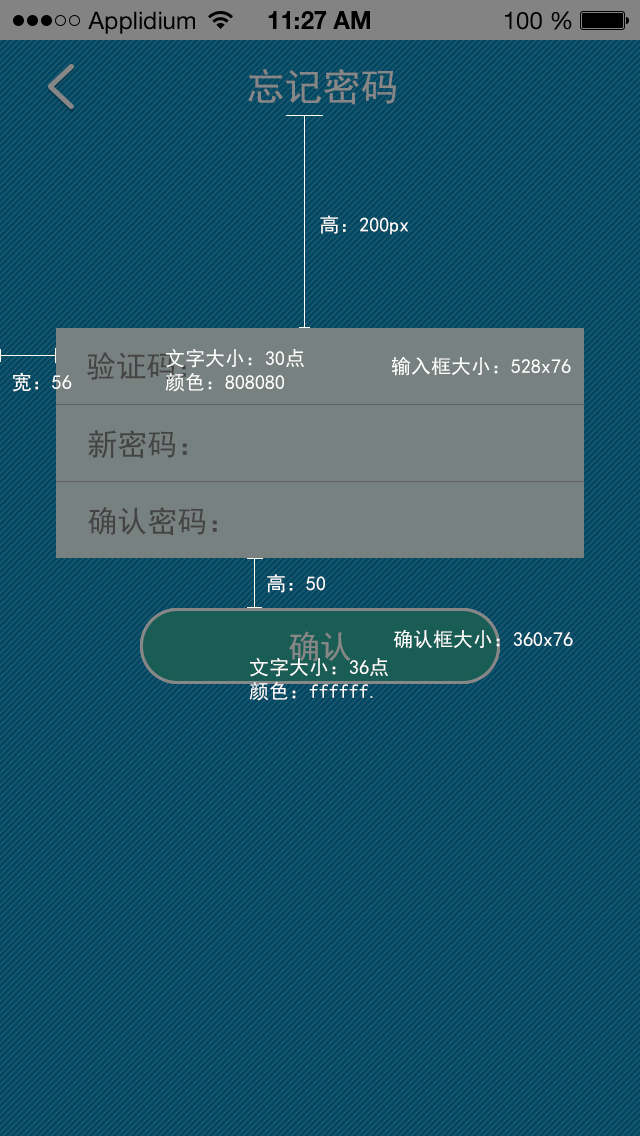 Applidium 11:27 AM 100 %
忘记密码
高：200px
验证码：
文字大小：30点
颜色：808080
输入框大小：528x76
宽：56
新密码：
确认密码：
高：50
确认
确认框大小：360x76
文字大小：36点
颜色：ffffff.